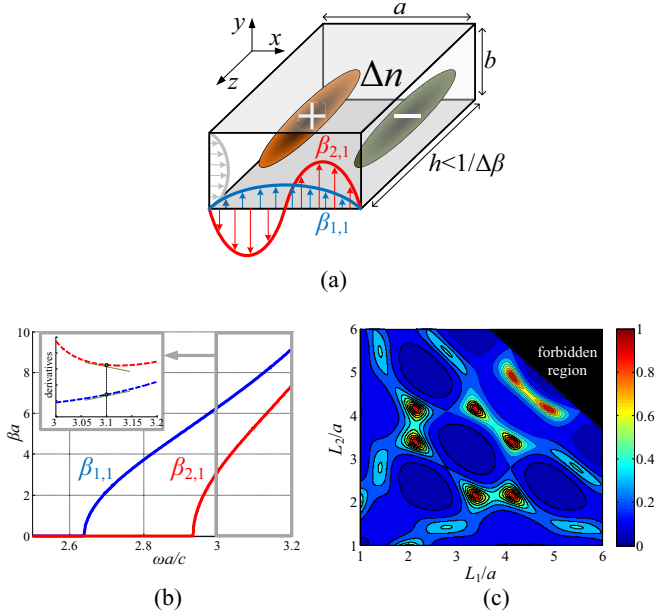 y
x
z
a
b
Δn
+
−
h<1/Δβ
β2,1
β1,1
(a)
10
8
6
4
2
0
βa
derivatives
3 3.05 3.1 3.15 3.2
β1,1
β2,1
2.6 2.8 3 3.2
ωa/c
(b)
6
5
4
3
2
1
L2/a
forbidden
region
1 2 3 4 5 6
L1/a
1
0.8
0.6
0.4
0.2
0
(c)